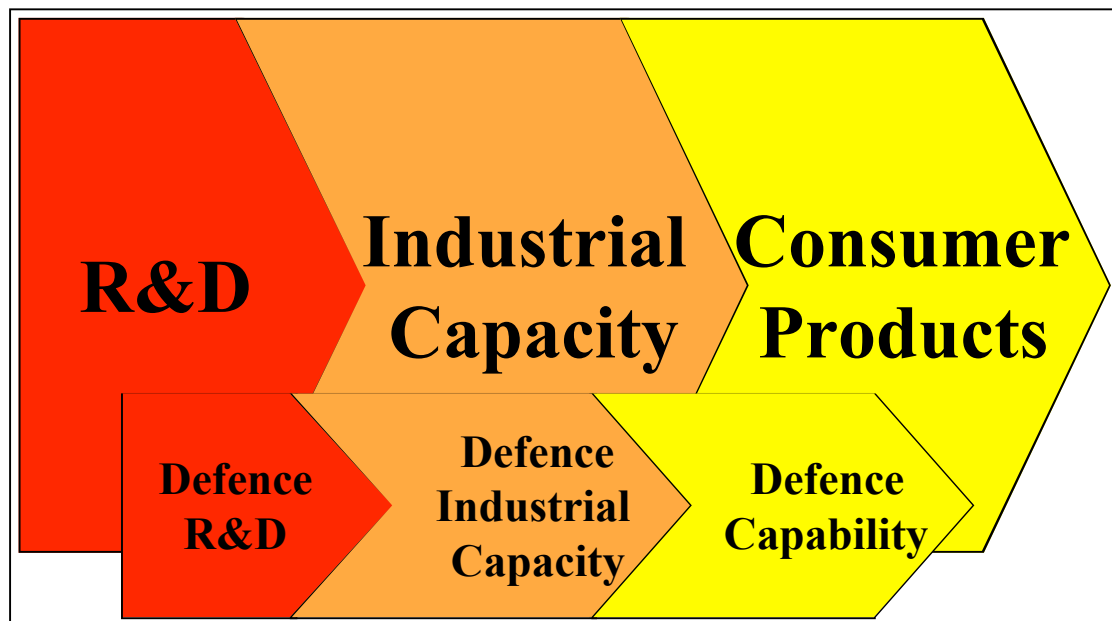 R&D
Industrial
Capacity
Consumer
Products
Defence
R&D
Defence
Industrial
Capacity
Defence
Capability